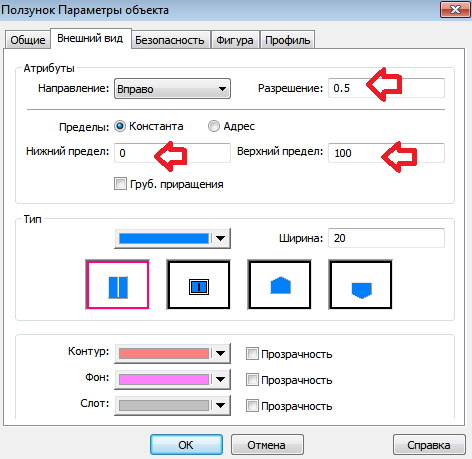 Ползунок Параметры объекта
Общие Внешний вид Безопасность Фигура Профиль
Атрибуты
Направление: Вправо Разрешение: 0.5
Пределы: Константа Адрес
Нижний предел: 0 Верхний предел: 100
Груб. приращения
Тип
Ширина: 20
Контур: Прозрачность
Фон: Прозрачность
Слот: Прозрачность
OK Отмена Справка